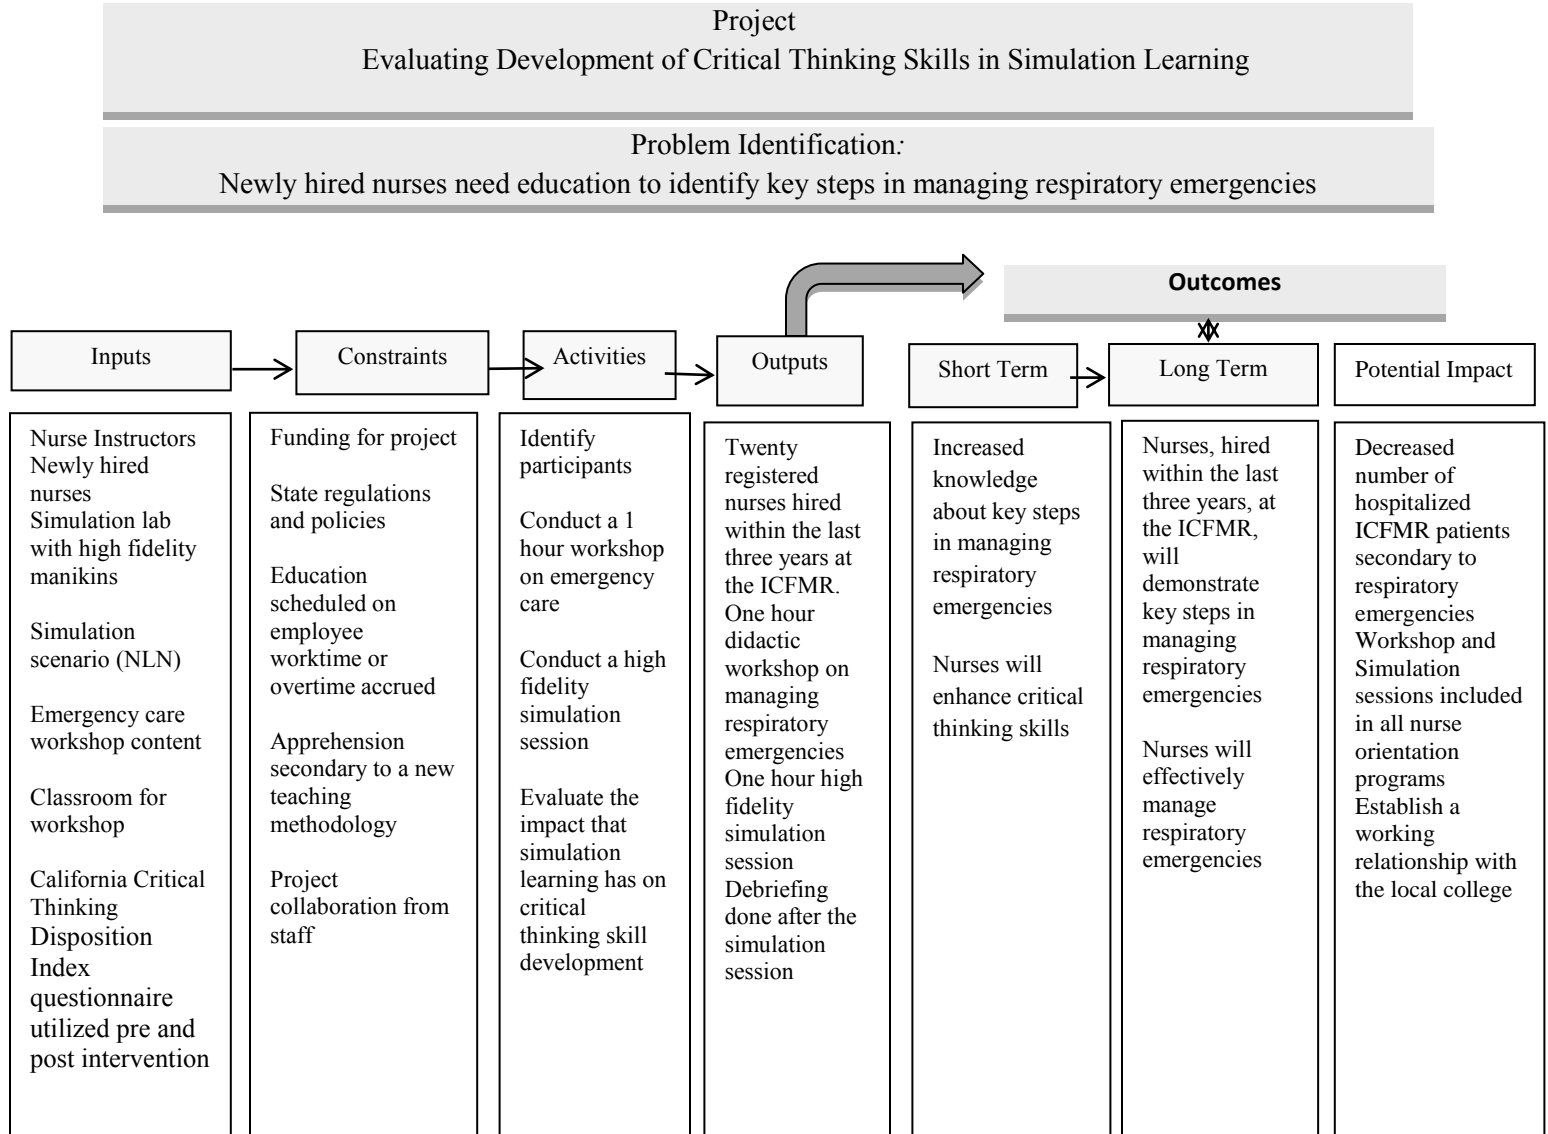 Project
Evaluating Development of Critical Thinking Skills in Simulation Learning
Problem Identification:
Newly hired nurses need education to identify key steps in managing respiratory emergencies
Outcomes
Inputs
Constraints
Activities
Outputs
Short Term
Long Term
Potential Impact
Nurse Instructors
Newly hired
nurses
Simulation lab
with high fidelity
manikins
Simulation
scenario (NLN)
Emergency care
workshop content
Classroom for
workshop
California Critical
Thinking
Disposition
Index
questionnaire
utilized pre and
post intervention
Funding for project
State regulations
and policies
Education
scheduled on
employee
worktime or
overtime accrued
Apprehension
secondary to a new
teaching
methodology
Project
collaboration from
staff
Identify
participants
Conduct a 1
hour workshop
on emergency
care
Conduct a high
fidelity
simulation
session
Evaluate the
impact that
simulation
learning has on
critical
thinking skill
development
Twenty
registered
nurses hired
within the last
three years at
the ICFMR.
One hour
didactic
workshop on
managing
respiratory
emergencies
One hour high
fidelity
simulation
session
Debriefing
done after the
simulation
session
Increased
knowledge
about key steps
in managing
respiratory
emergencies
Nurses will
enhance critical
thinking skills
Nurses, hired
within the last
three years, at
the ICFMR,
will
demonstrate
key steps in
managing
respiratory
emergencies
Nurses will
effectively
manage
respiratory
emergencies
Decreased
number of
hospitalized
ICFMR patients
secondary to
respiratory
emergencies
Workshop and
Simulation
sessions included
in all nurse
orientation
programs
Establish a
working
relationship with
the local college